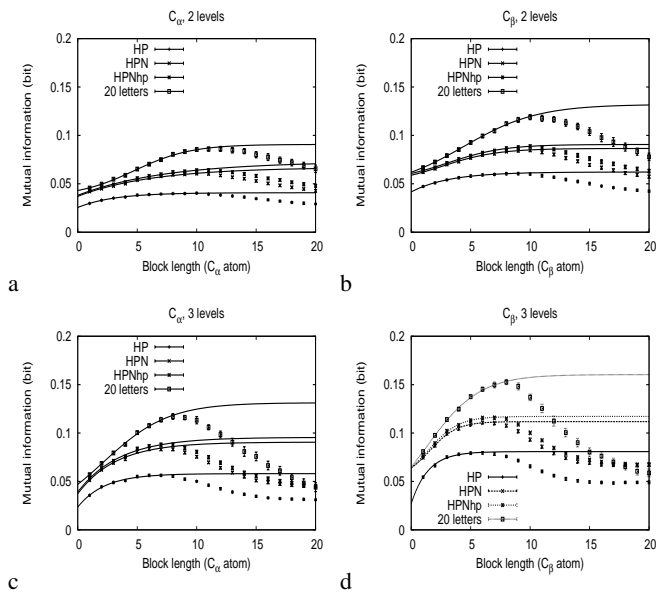 Cα, 2 levels
Mutual information (bit)
0.2
0.15
0.1
0.05
0
HP
HPN
HPNhp
20 letters
0 5 10 15 20
Block length (Cα atom)
a
Cβ, 2 levels
Mutual information (bit)
0.2
0.15
0.1
0.05
0
HP
HPN
HPNhp
20 letters
0 5 10 15 20
Block length (Cβ atom)
b
Cα, 3 levels
Mutual information (bit)
0.2
0.15
0.1
0.05
0
HP
HPN
HPNhp
20 letters
0 5 10 15 20
Block length (Cα atom)
c
Cβ, 3 levels
Mutual information (bit)
0.2
0.15
0.1
0.05
0
HP
HPN
HPNhp
20 letters
0 5 10 15 20
Block length (Cβ atom)
d